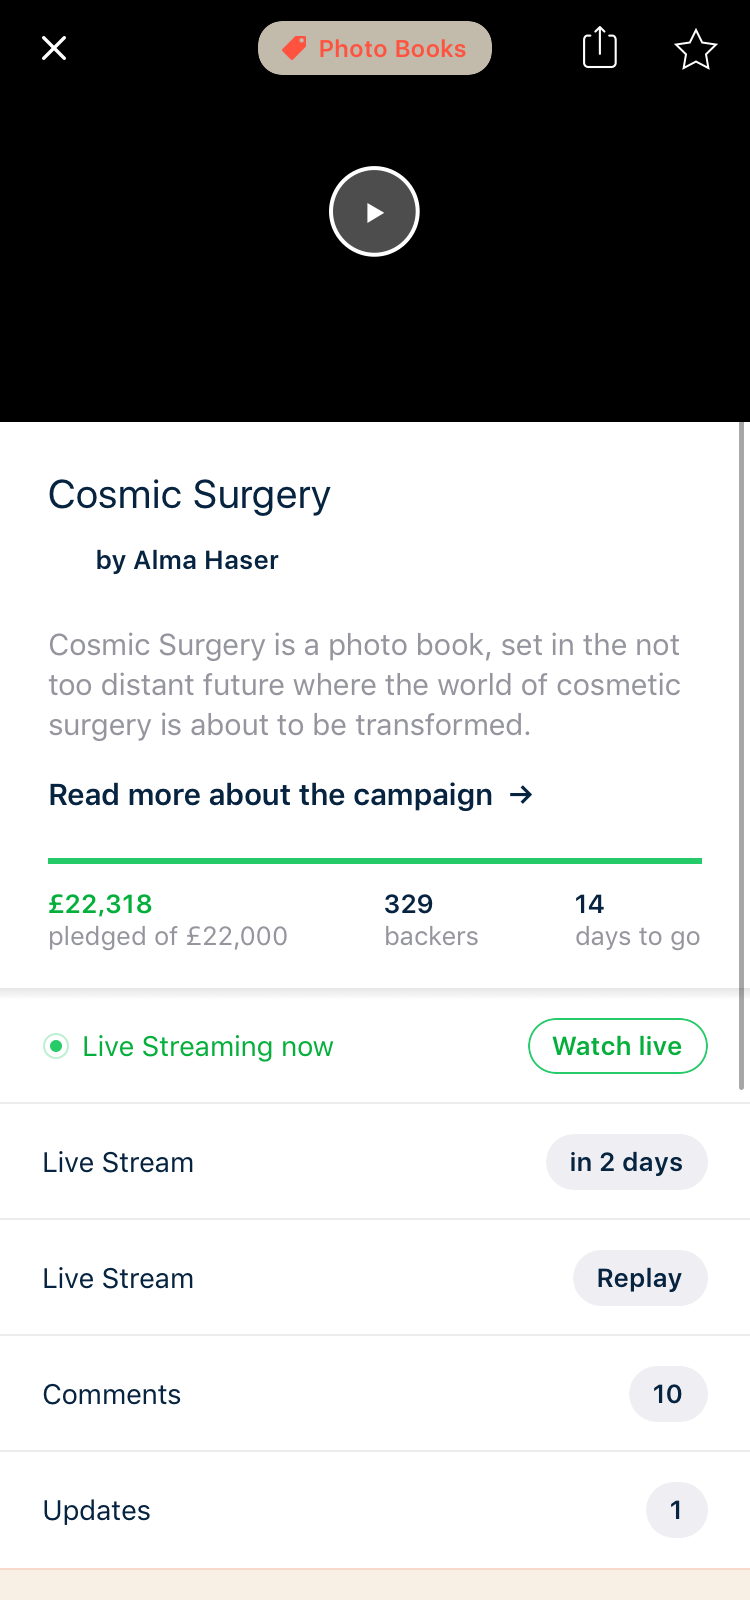 Photo Books
Cosmic Surgery
by Alma Haser
Cosmic Surgery is a photo book, set in the not
too distant future where the world of cosmetic
surgery is about to be transformed.
Read more about the campaign →
£22,318
pledged of £22,000
329
backers
14
days to go
Live Streaming now
Watch live
Live Stream
in 2 days
Live Stream
Replay
Comments
10
Updates
1